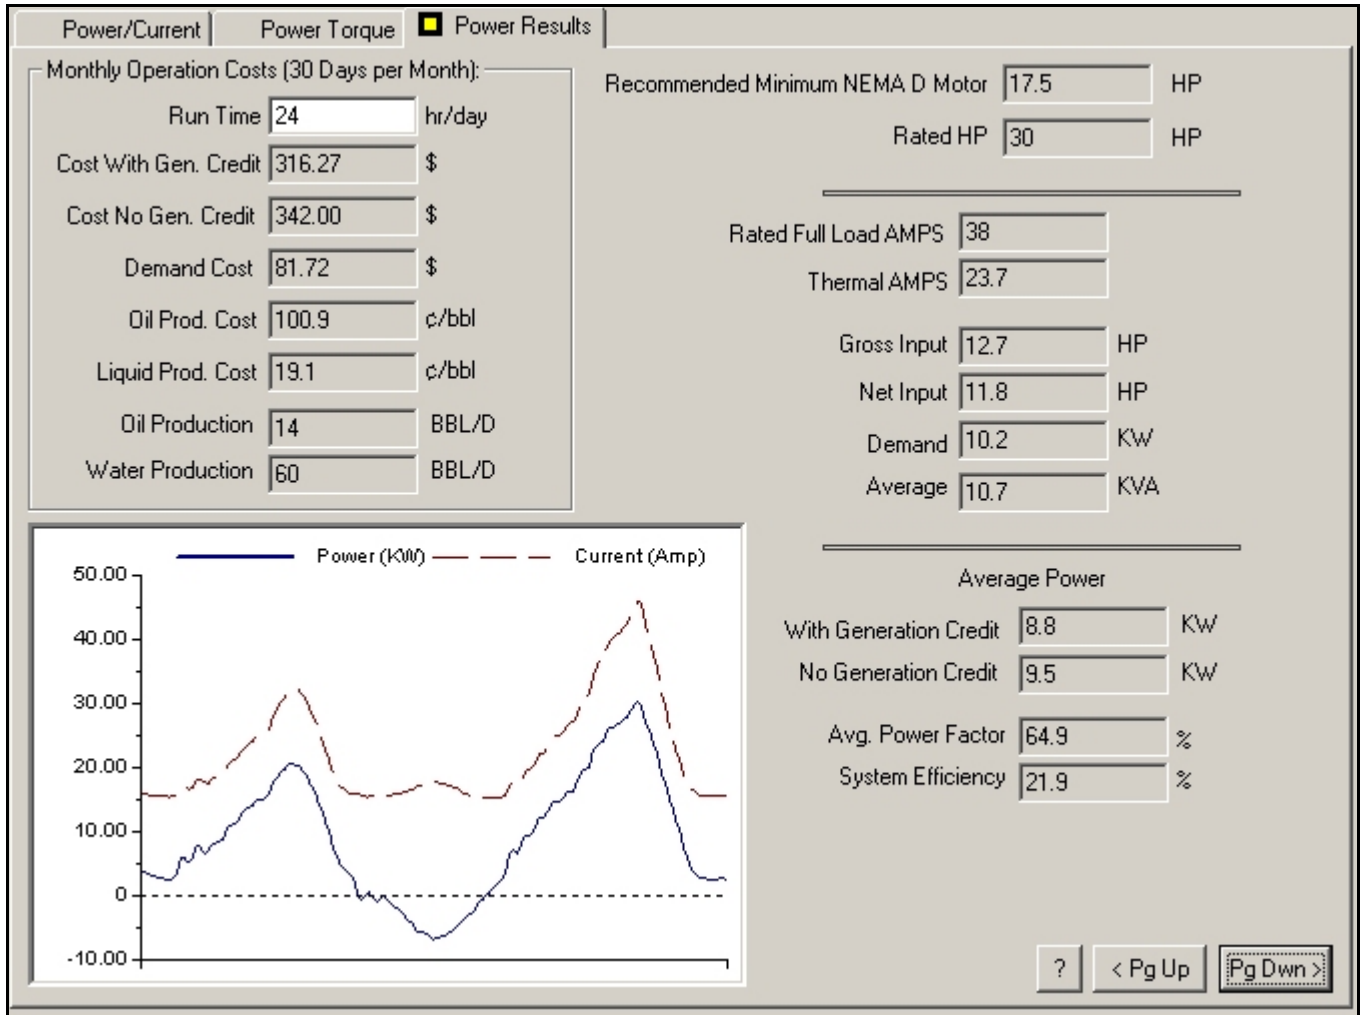 Power/Current
Power Torque
Power Results
Monthly Operation Costs (30 Days per Month):
Run Time 24 hr/day
Cost With Gen. Credit 316.27 $
Cost No Gen. Credit 342.00 $
Demand Cost 81.72 $
Oil Prod. Cost 100.9 ¢/bbl
Liquid Prod. Cost 19.1 ¢/bbl
Oil Production 14 BBL/D
Water Production 60 BBL/D
Recommended Minimum NEMA D Motor 17.5 HP
Rated HP 30 HP
Rated Full Load AMPS 38
Thermal AMPS 23.7
Gross Input 12.7 HP
Net Input 11.8 HP
Demand 10.2 KW
Average 10.7 KVA
Average Power
With Generation Credit 8.8 KW
No Generation Credit 9.5 KW
Avg. Power Factor 64.9 %
System Efficiency 21.9 %
Power (KW) Current (Amp)
50.00
40.00
30.00
20.00
10.00
0
-10.00
? < Pg Up Pg Dwn >